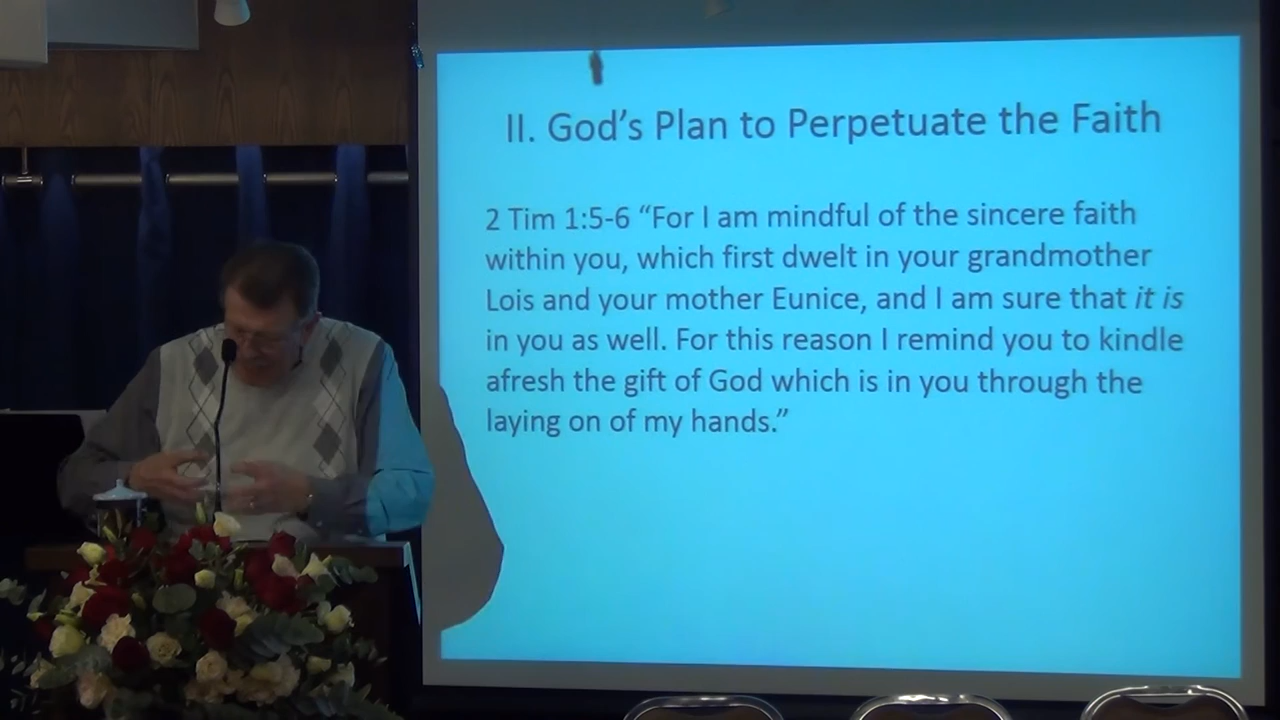 II. God’s Plan to Perpetuate the Faith
2 Tim 1:5-6 “For I am mindful of the sincere faith
within you, which first dwelt in your grandmother
Lois and your mother Eunice, and I am sure that it is
in you as well. For this reason I remind you to kindle
afresh the gift of God which is in you through the
laying on of my hands.”